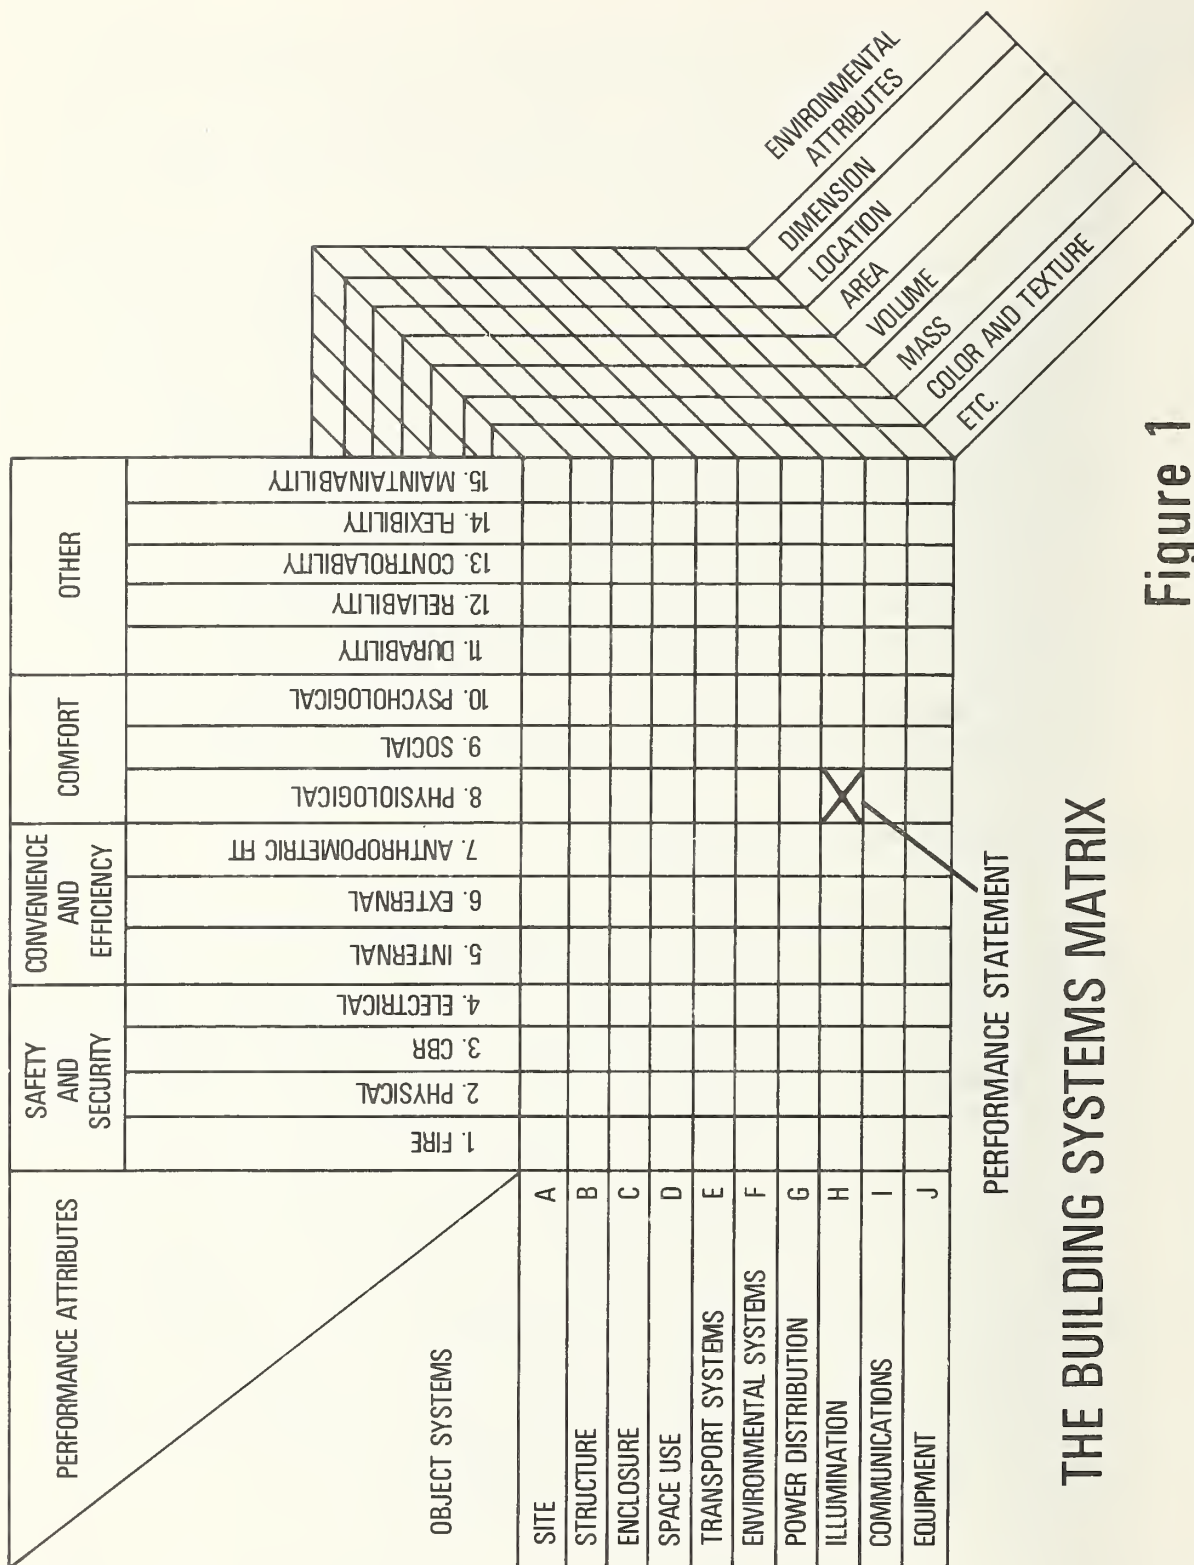 PERFORMANCE ATTRIBUTES
OBJECT SYSTEMS
SAFETY
AND
SECURITY
CONVENIENCE
AND
EFFICIENCY
COMFORT
OTHER
1. FIRE
2. PHYSICAL
3. CBR
4. ELECTRICAL
5. INTERNAL
6. EXTERNAL
7. ANTHROPOMETRIC FIT
8. PHYSIOLOGICAL
9. SOCIAL
10. PSYCHOLOGICAL
11. DURABILITY
12. RELIABILITY
13. CONTROLABILITY
14. FLEXIBILITY
15. MAINTAINABILITY
SITE A
STRUCTURE B
ENCLOSURE C
SPACE USE D
TRANSPORT SYSTEMS E
ENVIRONMENTAL SYSTEMS F
POWER DISTRIBUTION G
ILLUMINATION H
COMMUNICATIONS I
EQUIPMENT J
ENVIRONMENTAL
ATTRIBUTES
DIMENSION
LOCATION
AREA
VOLUME
MASS
COLOR AND TEXTURE
ETC.
PERFORMANCE STATEMENT
THE BUILDING SYSTEMS MATRIX
Figure 1